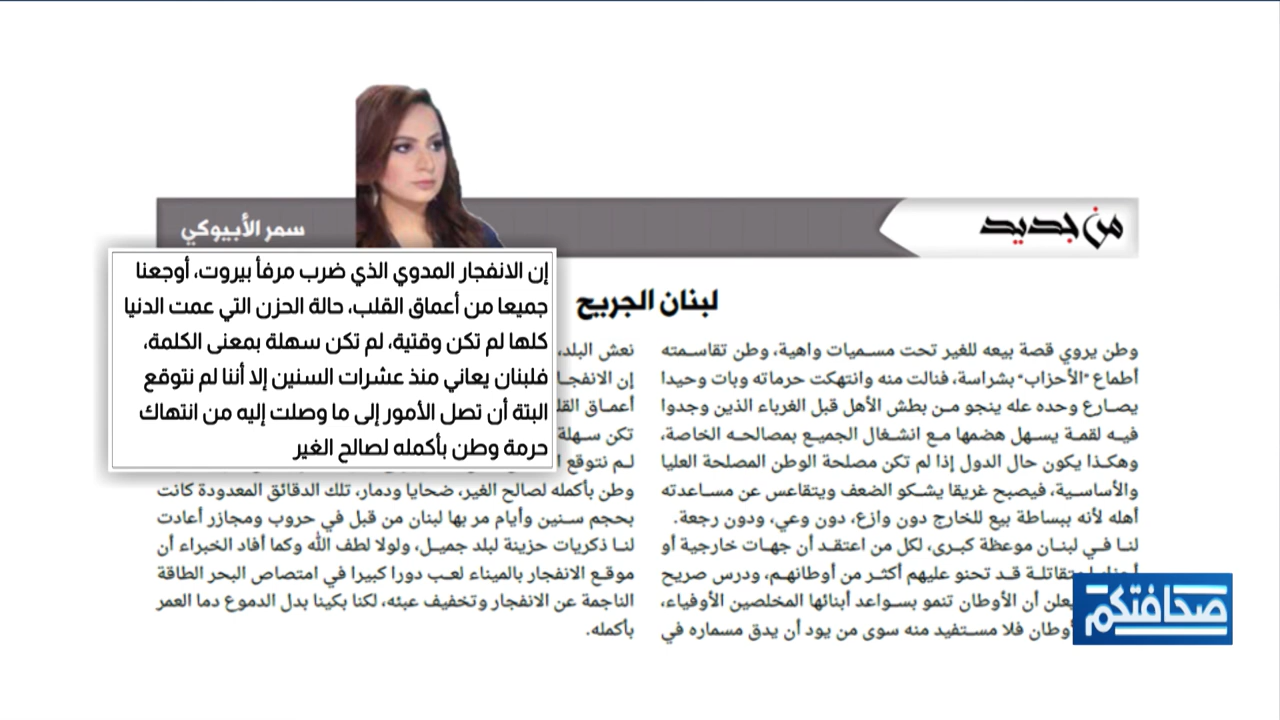 من جديد
سمر الأبيوكي
لبنان الجريح
إن الانفجار المدوي الذي ضرب مرفأ بيروت، أوجعنا
جميعا من أعماق القلب، حالة الحزن التي عمت الدنيا
كلها لم تكن وقتية، لم تكن سهلة بمعنى الكلمة،
فلبنان يعاني منذ عشرات السنين إلا أننا لم نتوقع
البتة أن تصل الأمور إلى ما وصلت إليه من انتهاك
حرمة وطن بأكمله لصالح الغير
وطن يروي قصة بيعه للغير تحت مسميات واهية، وطن تقاسمته
أطماع "الأحزاب" بشراسة، فنالت منه وانتهكت حرماته وبات وحيدا
يصارع وحده عله ينجو من بطش الأهل قبل الغرباء الذين وجدوا
فيه لقمة يسهل هضمها مع انشغال الجميع بمصالحه الخاصة،
وهكذا يكون حال الدول إذا لم تكن مصلحة الوطن المصلحة العليا
والأساسية، فيصبح غريقا يشكو الضعف ويتقاعس عن مساعدته
أهله لأنه ببساطة بيع للخارج دون وازع، دون وعي، ودون رجعة.
لنا في لبنان موعظة كبرى، لكل من اعتقد أن جهات خارجية أو
متقاتلة قد تحنو عليهم أكثر من أوطانهم، ودرس صريح
يعلن أن الأوطان تنمو بسواعد أبنائها المخلصين الأوفياء،
فلا مستفيد منه سوى من يود أن يدق مسماره في
نعش البلد،
إن
أعماق
تكن سهلة
لم نتوقع
وطن بأكمله لصالح الغير، ضحايا ودمار، تلك الدقائق المعدودة كانت
بحجم سنين وأيام مر بها لبنان من قبل في حروب ومجازر أعادت
لنا ذكريات حزينة لبلد جميل، ولولا لطف الله وكما أفاد الخبراء أن
موقع الانفجار بالميناء لعب دورا كبيرا في امتصاص البحر الطاقة
الناجمة عن الانفجار وتخفيف عبئه، لكنا بكينا بدل الدموع دما العمر
بأكمله.
صحافتكم